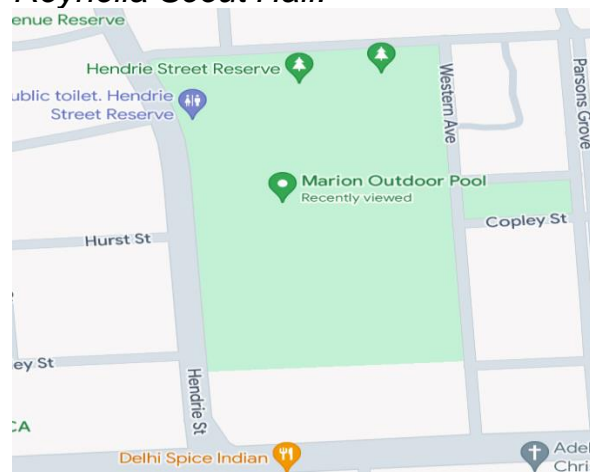 Reynella Scout Hall.
enue Reserve
Hendrie Street Reserve
ublic toilet. Hendrie
Street Reserve
Western Ave
Parsons Grove
Marion Outdoor Pool
Recently viewed
Copley St
Hurst St
ey St
Hendrie St
CA
Delhi Spice Indian
Adel
Chri